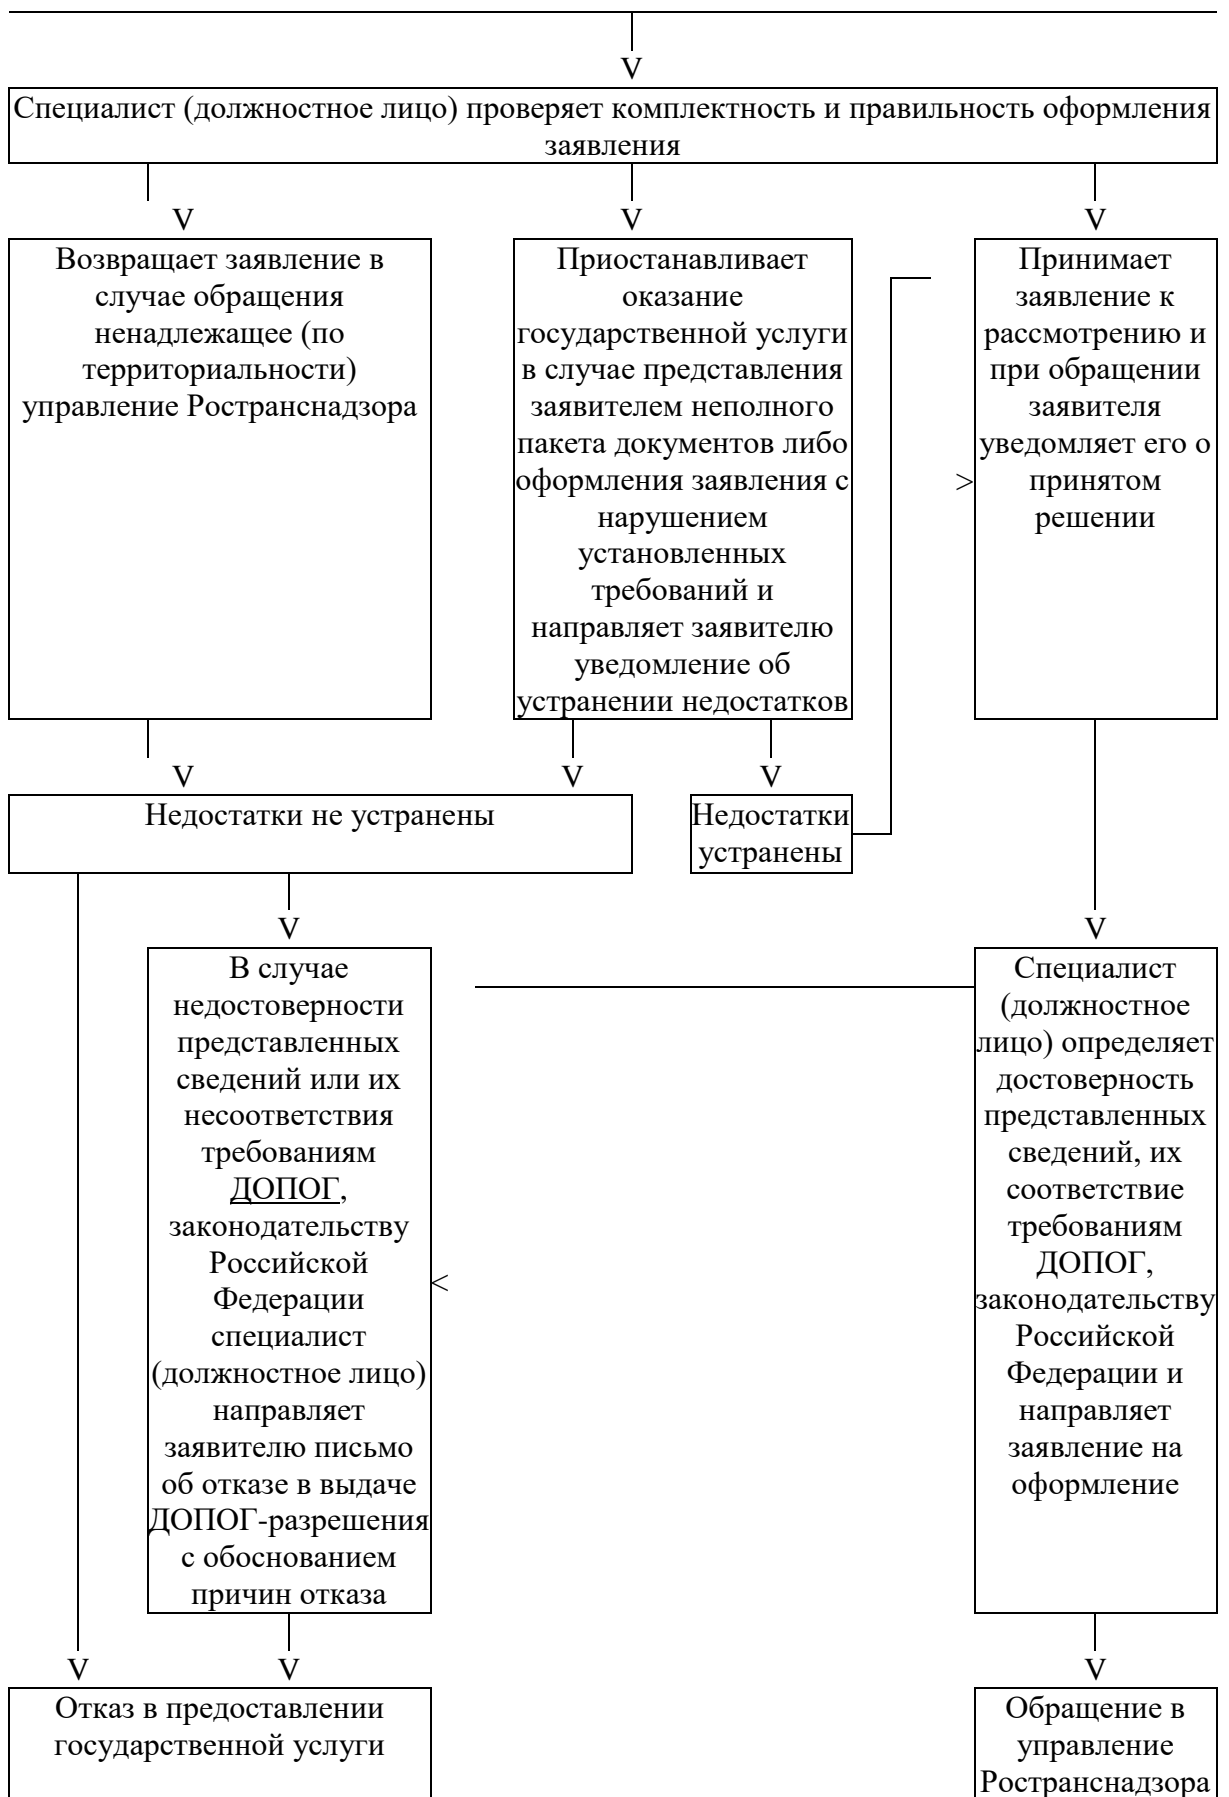 V
Специалист (должностное лицо) проверяет комплектность и правильность оформления
заявления
V
V
V
Возвращает заявление в
случае обращения
ненадлежащее (по
территориальности)
управление Ространснадзора
Приостанавливает
оказание
государственной услуги
в случае представления
заявителем неполного
пакета документов либо
оформления заявления с
нарушением
установленных
требований и
направляет заявителю
уведомление об
устранении недостатков
>
Принимает
заявление к
рассмотрению и
при обращении
заявителя
уведомляет его о
принятом
решении
V
V
V
Недостатки не устранены
Недостатки
устранены
V
V
В случае
недостоверности
представленных
сведений или их
несоответствия
требованиям
ДОПОГ,
законодательству
Российской
Федерации
специалист
(должностное лицо)
направляет
заявителю письмо
об отказе в выдаче
ДОПОГ-разрешения
с обоснованием
причин отказа
<
Специалист
(должностное
лицо) определяет
достоверность
представленных
сведений, их
соответствие
требованиям
ДОПОГ,
законодательству
Российской
Федерации и
направляет
заявление на
оформление
V
V
V
Отказ в предоставлении
государственной услуги
Обращение в
управление
Ространснадзора